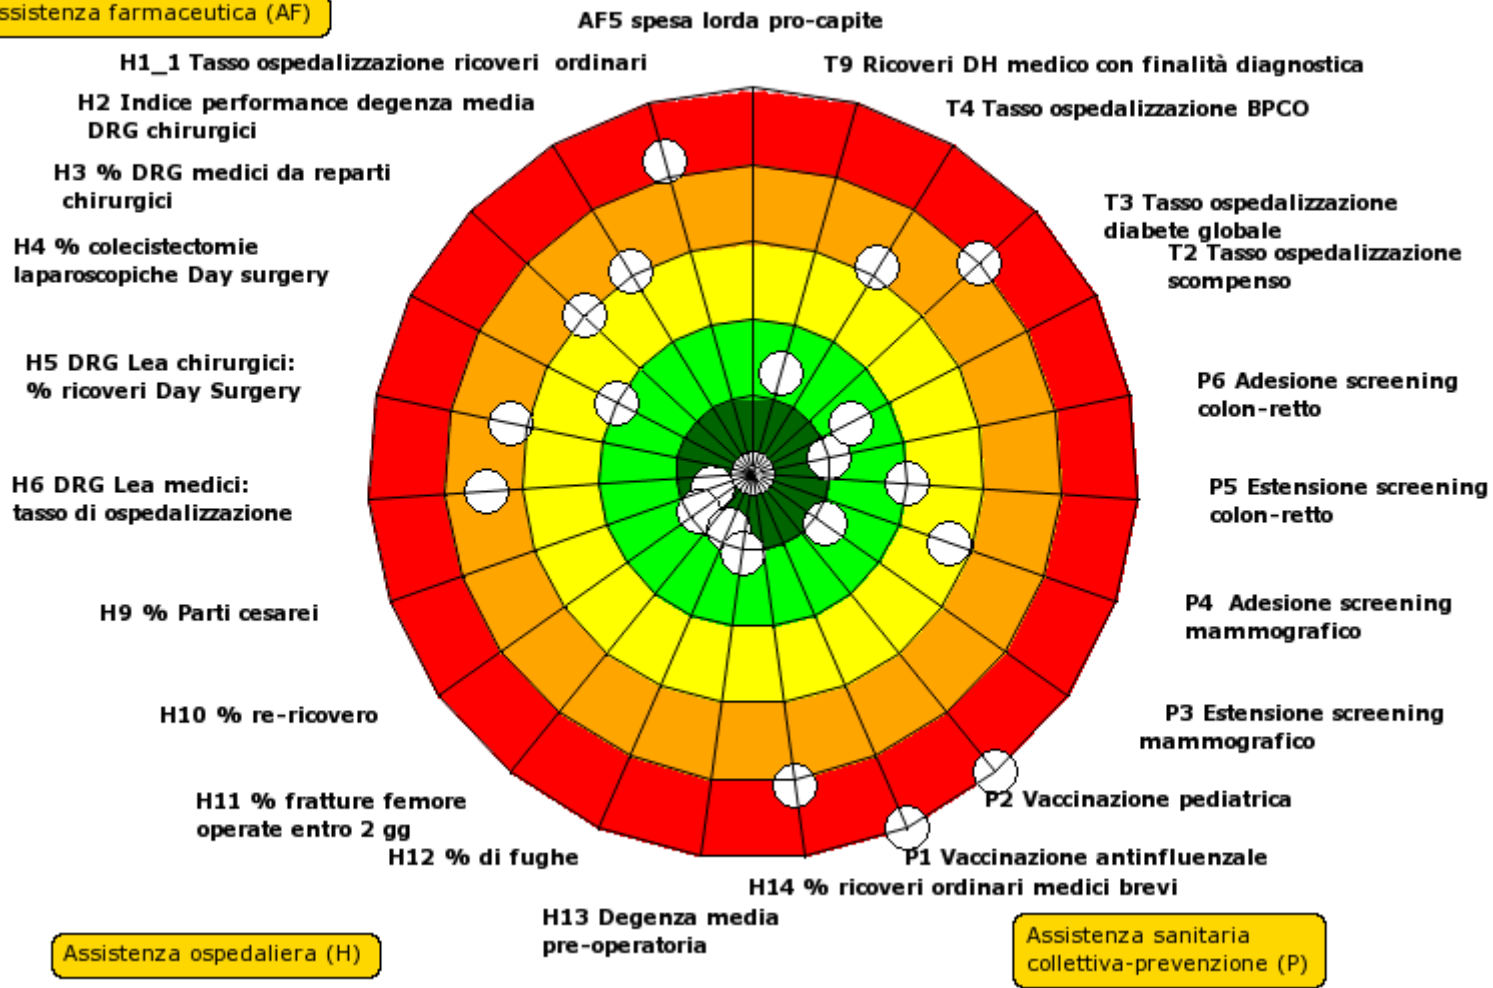 ssistenza farmaceutica (AF)
AF5 spesa lorda pro-capite
H1_1 Tasso ospedalizzazione ricoveri ordinari
T9 Ricoveri DH medico con finalità diagnostica
H2 Indice performance degenza media
DRG chirurgici
T4 Tasso ospedalizzazione BPCO
H3 % DRG medici da reparti
chirurgici
T3 Tasso ospedalizzazione
diabete globale
H4 % colecistectomie
laparoscopiche Day surgery
T2 Tasso ospedalizzazione
scompenso
H5 DRG Lea chirurgici:
% ricoveri Day Surgery
P6 Adesione screening
colon-retto
H6 DRG Lea medici:
tasso di ospedalizzazione
P5 Estensione screening
colon-retto
H9 % Parti cesarei
P4 Adesione screening
mammografico
H10 % re-ricovero
P3 Estensione screening
mammografico
H11 % fratture femore
operate entro 2 gg
P2 Vaccinazione pediatrica
H12 % di fughe
P1 Vaccinazione antinfluenzale
H14 % ricoveri ordinari medici brevi
H13 Degenza media
pre-operatoria
Assistenza ospedaliera (H)
Assistenza sanitaria
collettiva-prevenzione (P)